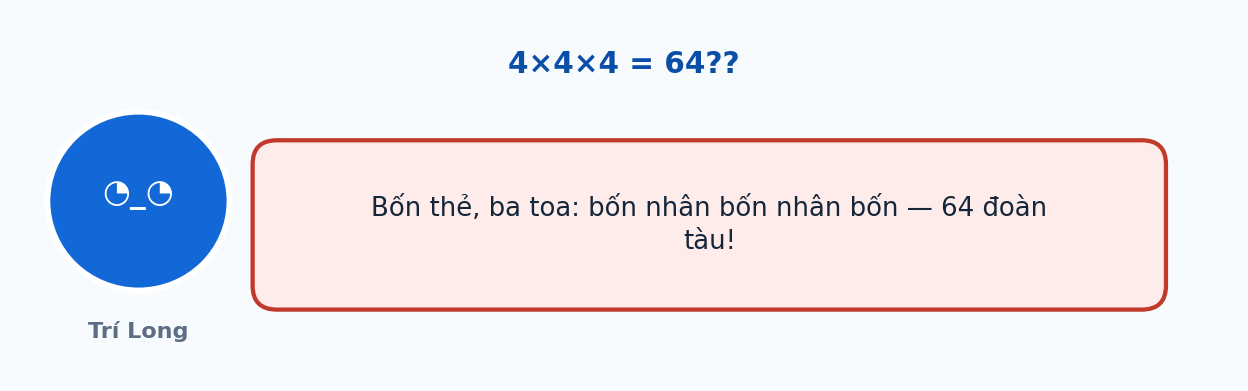 4×4×4 = 64??
◔_◔
Bốn thẻ, ba toa: bốn nhân bốn nhân bốn — 64 đoàn
tàu!
Trí Long